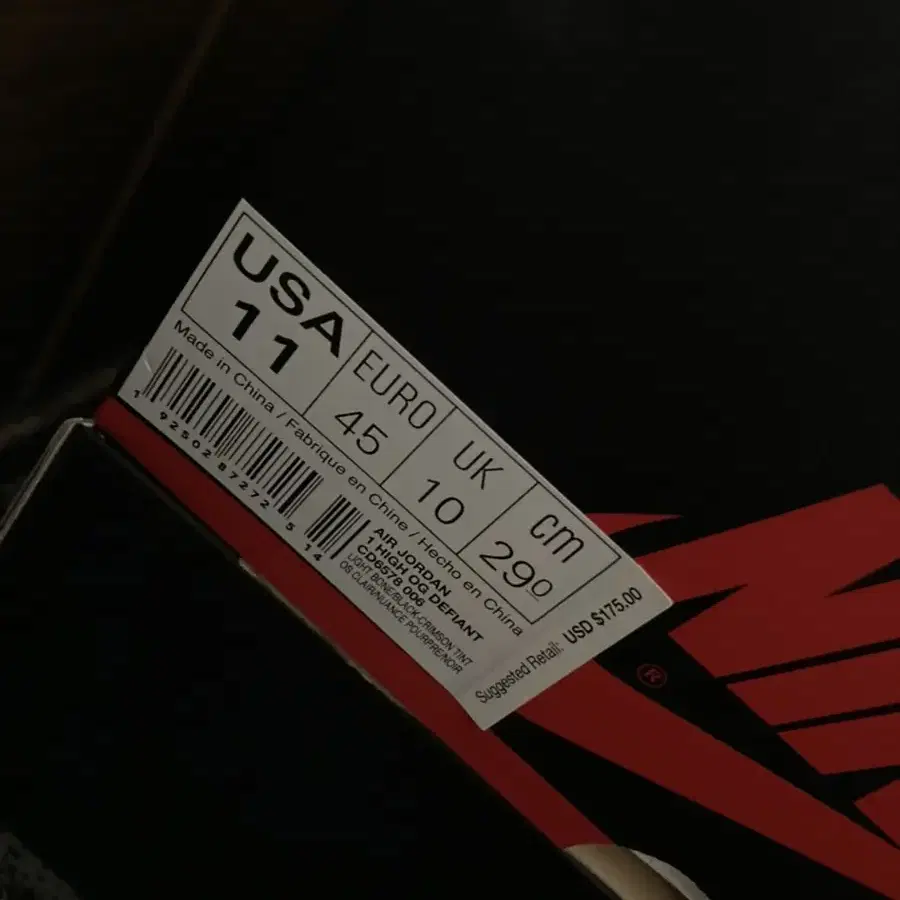 USA
11
EURO
45
UK
10
cm
29.0
Made in China / Fabrique en Chine / Hecho en China
1 92502 87272 5 14
AIR JORDAN
1 HIGH OG DEFIANT
CD6578 006
LIGHT BONE/BLACK-CRIMSON TINT
OS CLAIR/NUANCE POURPRE/NOIR
Suggested Retail: USD $175.00
®